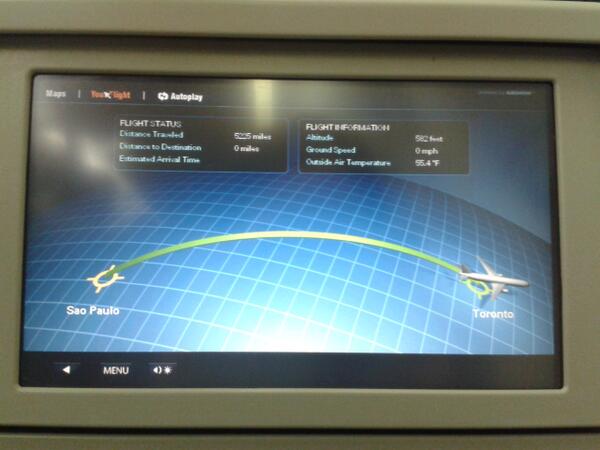 Maps | Your Flight | Autoplay
FLIGHT STATUS
Distance Traveled 5225 miles
Distance to Destination 0 miles
Estimated Arrival Time
FLIGHT INFORMATION
Altitude 582 feet
Ground Speed 0 mph
Outside Air Temperature 55.4 °F
Sao Paulo
Toronto
MENU